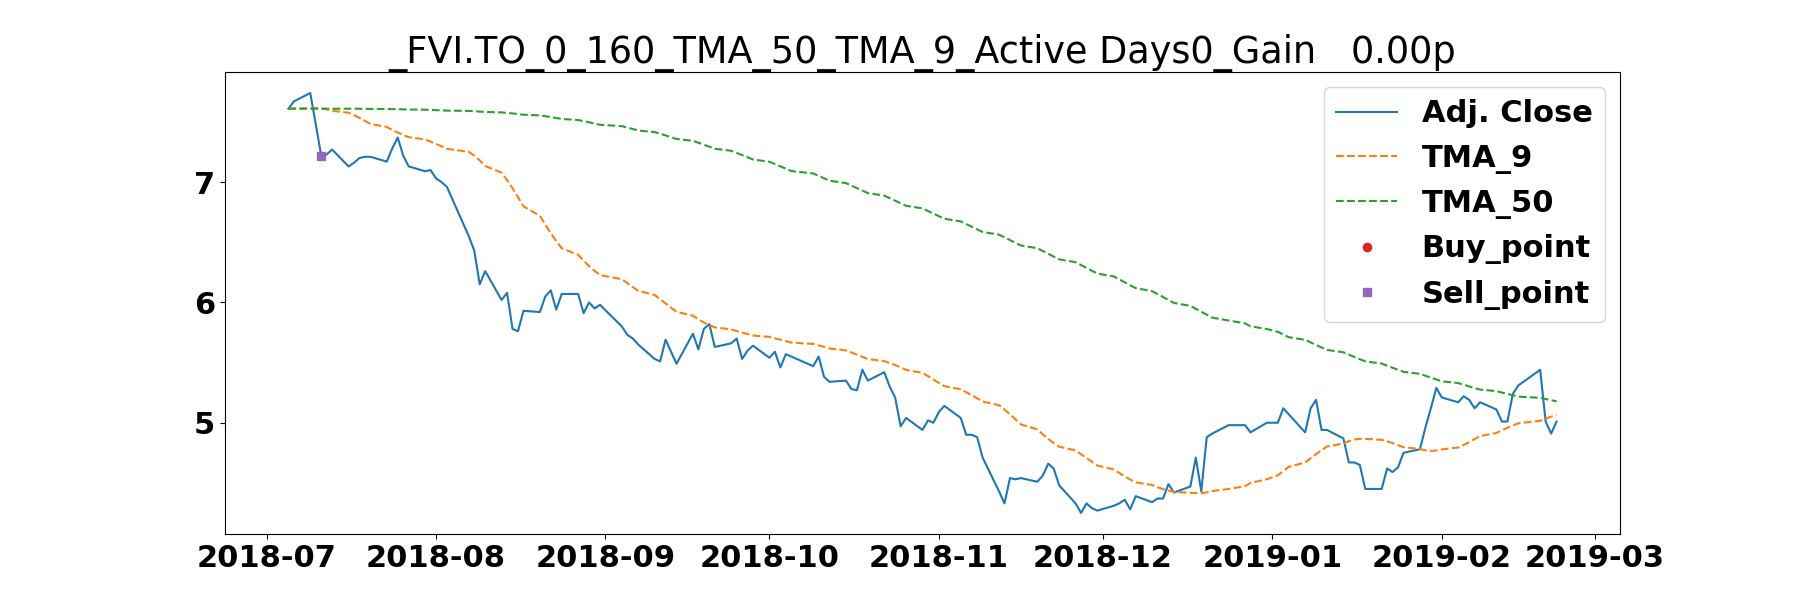 _FVI.TO_0_160_TMA_50_TMA_9_Active Days0_Gain   0.00p
Adj. Close
TMA_9
TMA_50
Buy_point
Sell_point
7
6
5
2018-07 2018-08 2018-09 2018-10 2018-11 2018-12 2019-01 2019-02 2019-03